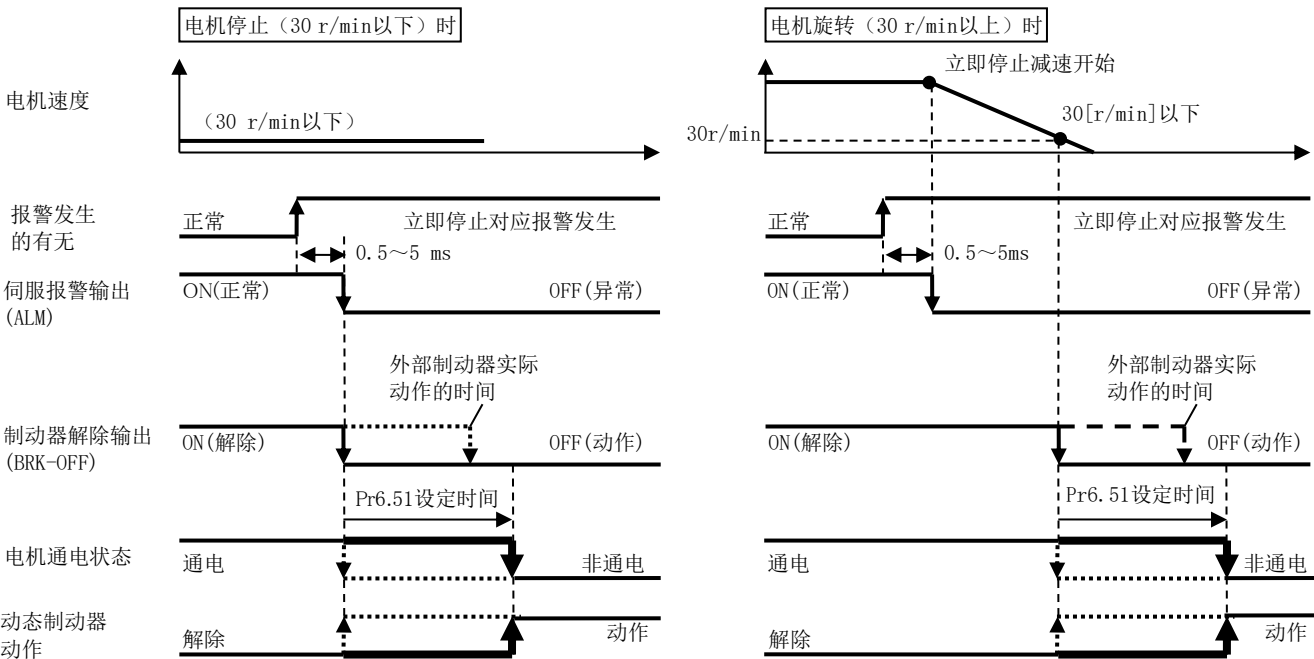 电机停止（30 r/min以下）时
电机旋转（30 r/min以上）时
电机速度
（30 r/min以下）
立即停止减速开始
30[r/min]以下
30r/min
报警发生
的有无
正常
立即停止对应报警发生
0.5～5 ms
正常
立即停止对应报警发生
0.5～5ms
伺服报警输出
(ALM)
ON(正常)
OFF(异常)
ON(正常)
OFF(异常)
外部制动器实际
动作的时间
外部制动器实际
动作的时间
制动器解除输出
(BRK-OFF)
ON(解除)
OFF(动作)
ON(解除)
OFF(动作)
Pr6.51设定时间
Pr6.51设定时间
电机通电状态
通电
非通电
通电
非通电
动态制动器
动作
解除
动作
解除
动作